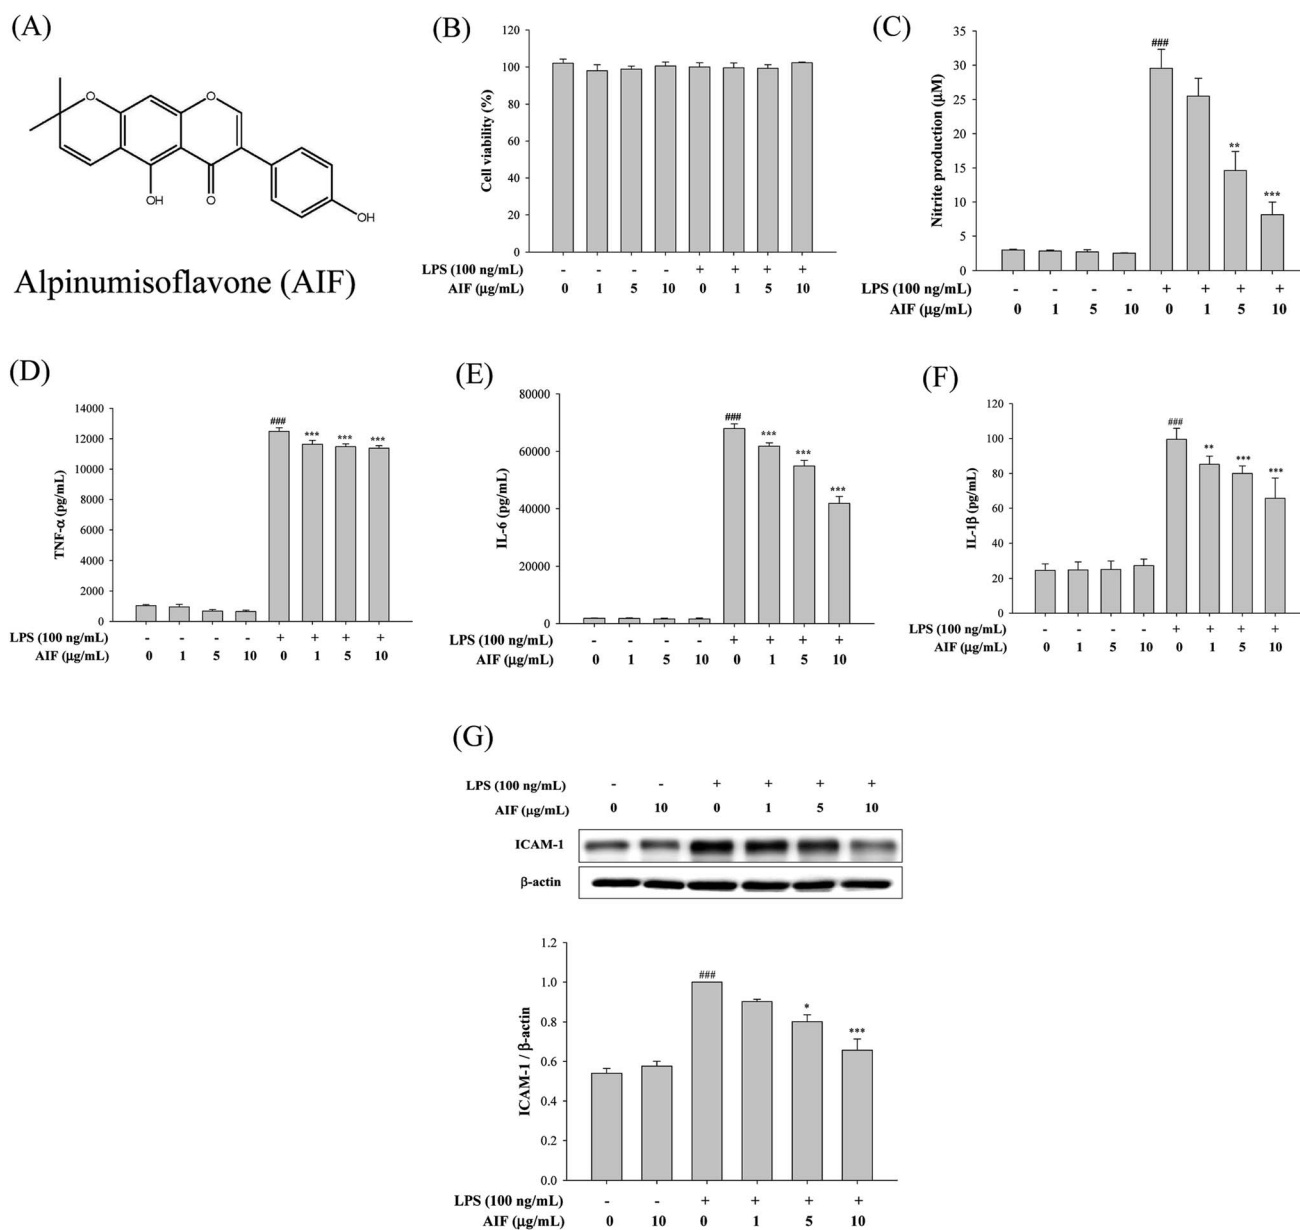 (A)
O
O
OH
O
OH
Alpinumisoflavone (AIF)
(B)
Cell viability (%)
120
100
80
60
40
20
0
LPS (100 ng/mL) - - - - + + + +
AIF (μg/mL) 0 1 5 10 0 1 5 10
(C)
Nitrite production (μM)
35
30
25
20
15
10
5
0
### ** ***
LPS (100 ng/mL) - - - - + + + +
AIF (μg/mL) 0 1 5 10 0 1 5 10
(D)
TNF-α (pg/mL)
14000
12000
10000
8000
6000
4000
2000
0
### *** *** ***
LPS (100 ng/mL) - - - - + + + +
AIF (μg/mL) 0 1 5 10 0 1 5 10
(E)
IL-6 (pg/mL)
80000
60000
40000
20000
0
### *** *** ***
LPS (100 ng/mL) - - - - + + + +
AIF (μg/mL) 0 1 5 10 0 1 5 10
(F)
IL-1β (pg/mL)
120
100
80
60
40
20
0
### ** *** ***
LPS (100 ng/mL) - - - - + + + +
AIF (μg/mL) 0 1 5 10 0 1 5 10
(G)
LPS (100 ng/mL) - - + + + +
AIF (μg/mL) 0 10 0 1 5 10
ICAM-1
β-actin
ICAM-1 / β-actin
1.2
1.0
0.8
0.6
0.4
0.2
0.0
### * ***
LPS (100 ng/mL) - - + + + +
AIF (μg/mL) 0 10 0 1 5 10